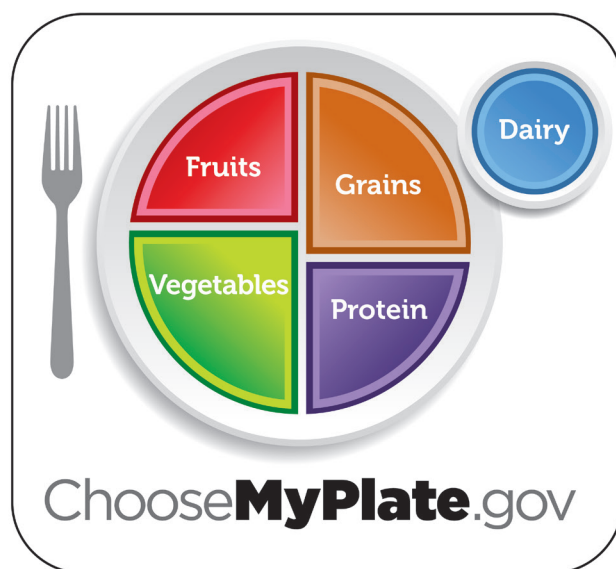 Fruits
Grains
Dairy
Vegetables
Protein
ChooseMyPlate.gov